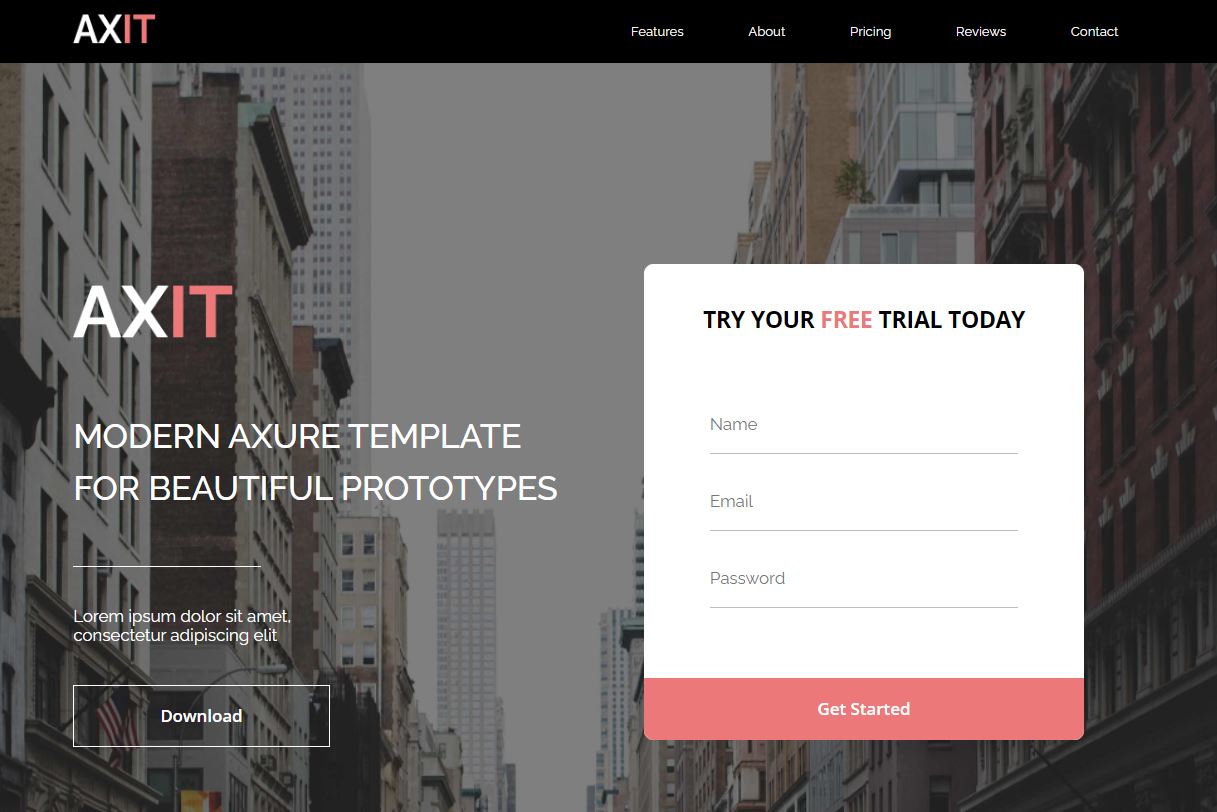 AXIT
Features
About
Pricing
Reviews
Contact
AXIT
MODERN AXURE TEMPLATE
FOR BEAUTIFUL PROTOTYPES
Lorem ipsum dolor sit amet,
consectetur adipiscing elit
Download
TRY YOUR FREE TRIAL TODAY
Name
Email
Password
Get Started